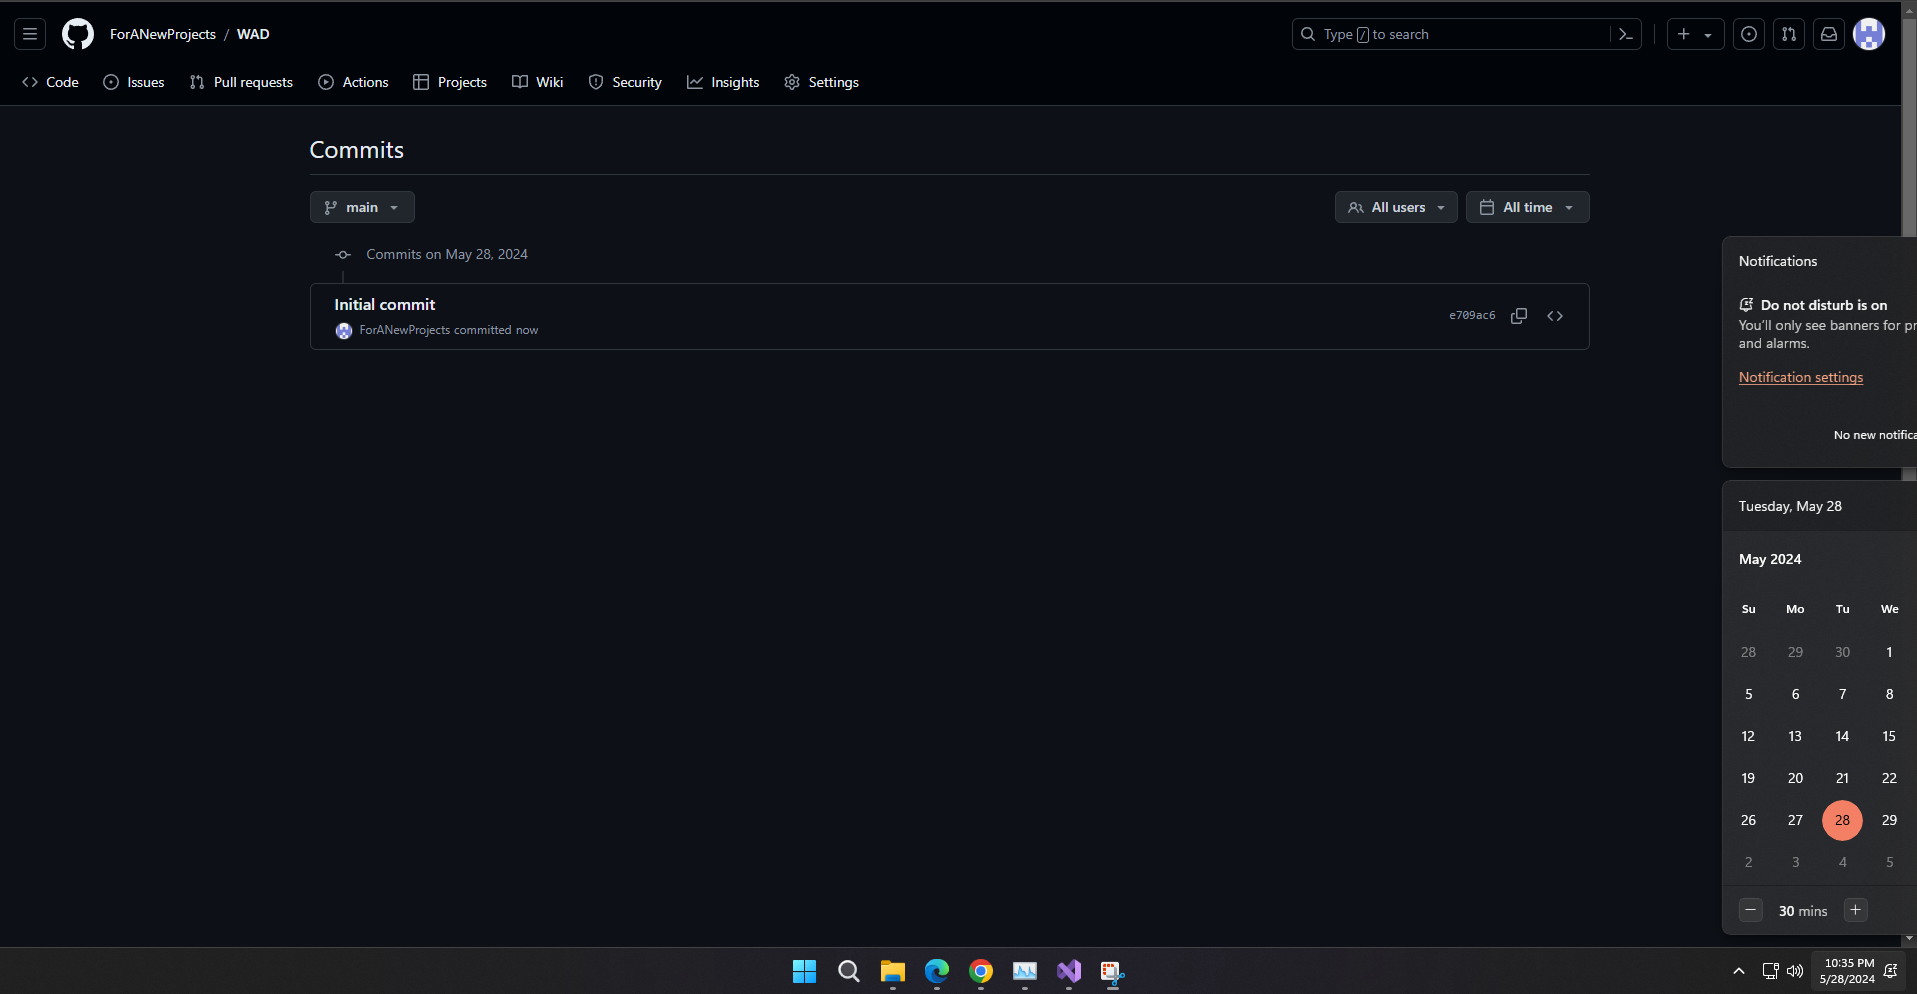 ForANewProjects / WAD
Type / to search
Code Issues Pull requests Actions Projects Wiki Security Insights Settings
Commits
main
All users All time
Commits on May 28, 2024
Initial commit
ForANewProjects committed now
e709ac6
Notifications
Do not disturb is on
You'll only see banners for pr
and alarms.
Notification settings
No new notifica
Tuesday, May 28
May 2024
Su Mo Tu We
28 29 30 1
5 6 7 8
12 13 14 15
19 20 21 22
26 27 28 29
2 3 4 5
30 mins
10:35 PM
5/28/2024